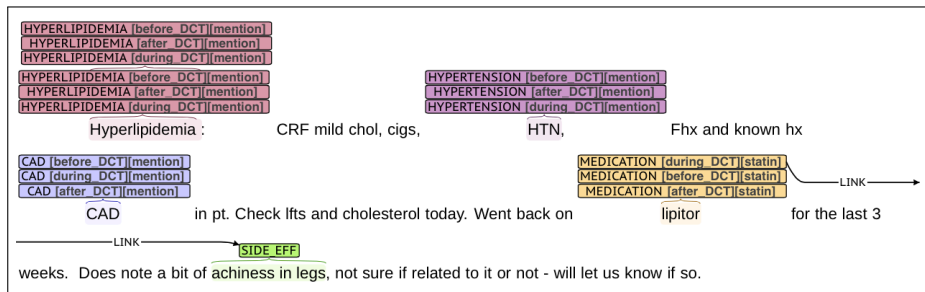 HYPERLIPIDEMIA [before_DCT][mention]
HYPERLIPIDEMIA [after_DCT][mention]
HYPERLIPIDEMIA [during_DCT][mention]
HYPERLIPIDEMIA [before_DCT][mention] HYPERTENSION [before_DCT][mention]
HYPERLIPIDEMIA [after_DCT][mention] HYPERTENSION [after_DCT][mention]
HYPERLIPIDEMIA [during_DCT][mention] HYPERTENSION [during_DCT][mention]
Hyperlipidemia : CRF mild chol, cigs, HTN, Fhx and known hx
CAD [before_DCT][mention] MEDICATION [during_DCT][statin]
CAD [during_DCT][mention] MEDICATION [before_DCT][statin] LINK
CAD [after_DCT][mention] MEDICATION [after_DCT][statin]
CAD in pt. Check lfts and cholesterol today. Went back on lipitor for the last 3
LINK SIDE_EFF
weeks. Does note a bit of achiness in legs, not sure if related to it or not - will let us know if so.